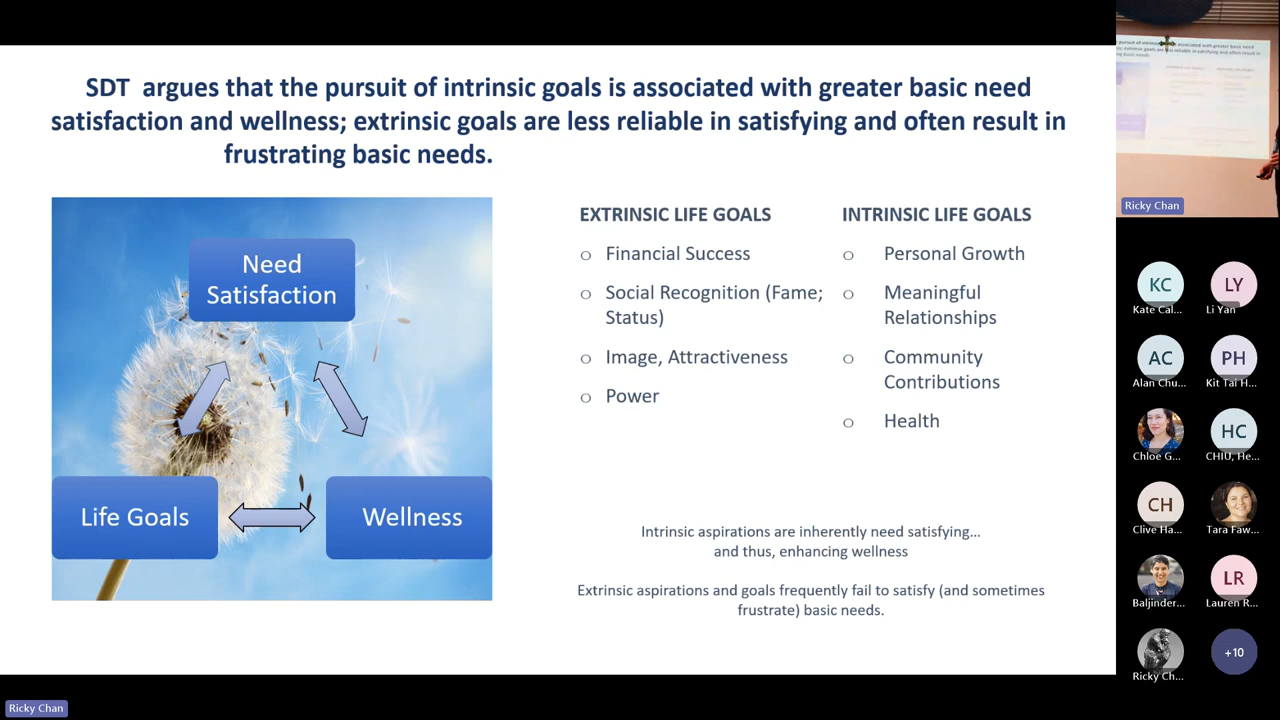 SDT argues that the pursuit of intrinsic goals is associated with greater basic need
satisfaction and wellness; extrinsic goals are less reliable in satisfying and often result in
frustrating basic needs.
Need
Satisfaction
Life Goals
Wellness
EXTRINSIC LIFE GOALS
o Financial Success
o Social Recognition (Fame;
Status)
o Image, Attractiveness
o Power
INTRINSIC LIFE GOALS
o Personal Growth
o Meaningful
Relationships
o Community
Contributions
o Health
Intrinsic aspirations are inherently need satisfying...
and thus, enhancing wellness
Extrinsic aspirations and goals frequently fail to satisfy (and sometimes
frustrate) basic needs.
Ricky Chan
KC
Kate Cal...
LY
Li Yan
AC
Alan Chu...
PH
Kit Tai H...
Chloe G...
HC
CHIU, He...
CH
Clive Ha...
Tara Faw...
Baljinder...
LR
Lauren R...
Ricky Ch...
+10
Ricky Chan